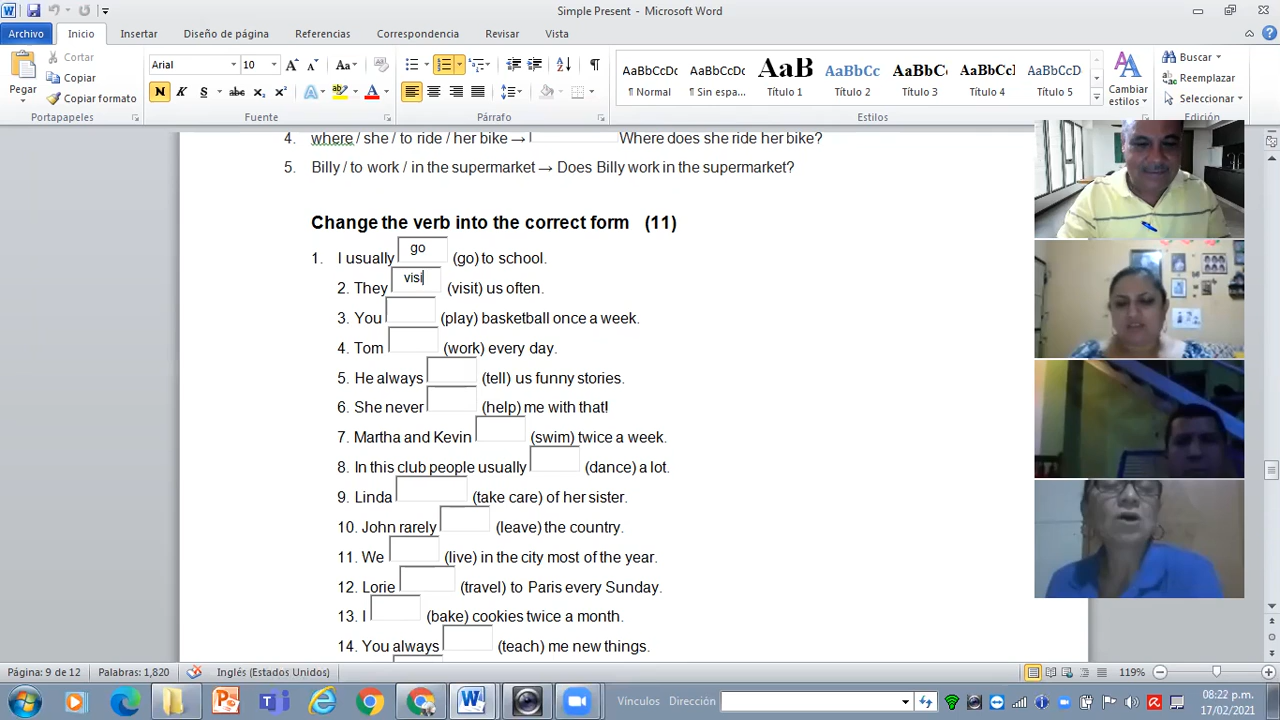 Simple Present - Microsoft Word
Archivo Inicio Insertar Diseño de página Referencias Correspondencia Revisar Vista
Pegar
Cortar
Copiar
Copiar formato
Portapapeles
Arial 10
Fuente
Párrafo
AaBbCcDc AaBbCcDc AaB AaBbCc AaBbCc AaBbCc AaBbCcD
¶ Normal ¶ Sin espa... Título 1 Título 2 Título 3 Título 4 Título 5
Estilos
Cambiar estilos
Buscar
Reemplazar
Seleccionar
Edición
4. where / she / to ride / her bike → Where does she ride her bike?
5. Billy / to work / in the supermarket → Does Billy work in the supermarket?
Change the verb into the correct form (11)
1. I usually go (go) to school.
2. They visi (visit) us often.
3. You (play) basketball once a week.
4. Tom (work) every day.
5. He always (tell) us funny stories.
6. She never (help) me with that!
7. Martha and Kevin (swim) twice a week.
8. In this club people usually (dance) a lot.
9. Linda (take care) of her sister.
10. John rarely (leave) the country.
11. We (live) in the city most of the year.
12. Lorie (travel) to Paris every Sunday.
13. I (bake) cookies twice a month.
14. You always (teach) me new things.
Página: 9 de 12 Palabras: 1,820 Inglés (Estados Unidos) 119%
Vínculos Dirección
08:22 p.m.
17/02/2021